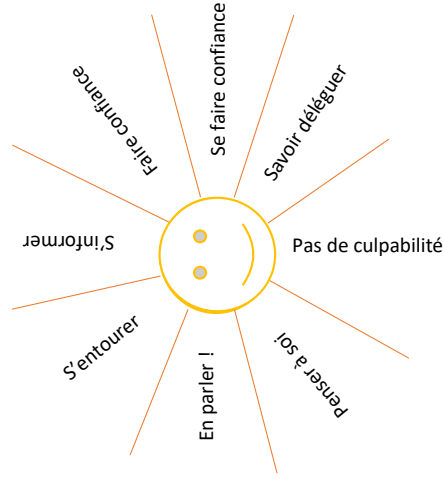 Se faire confiance
Savoir déléguer
Pas de culpabilité
Penser à soi
En parler !
S'entourer
S'informer
Faire confiance